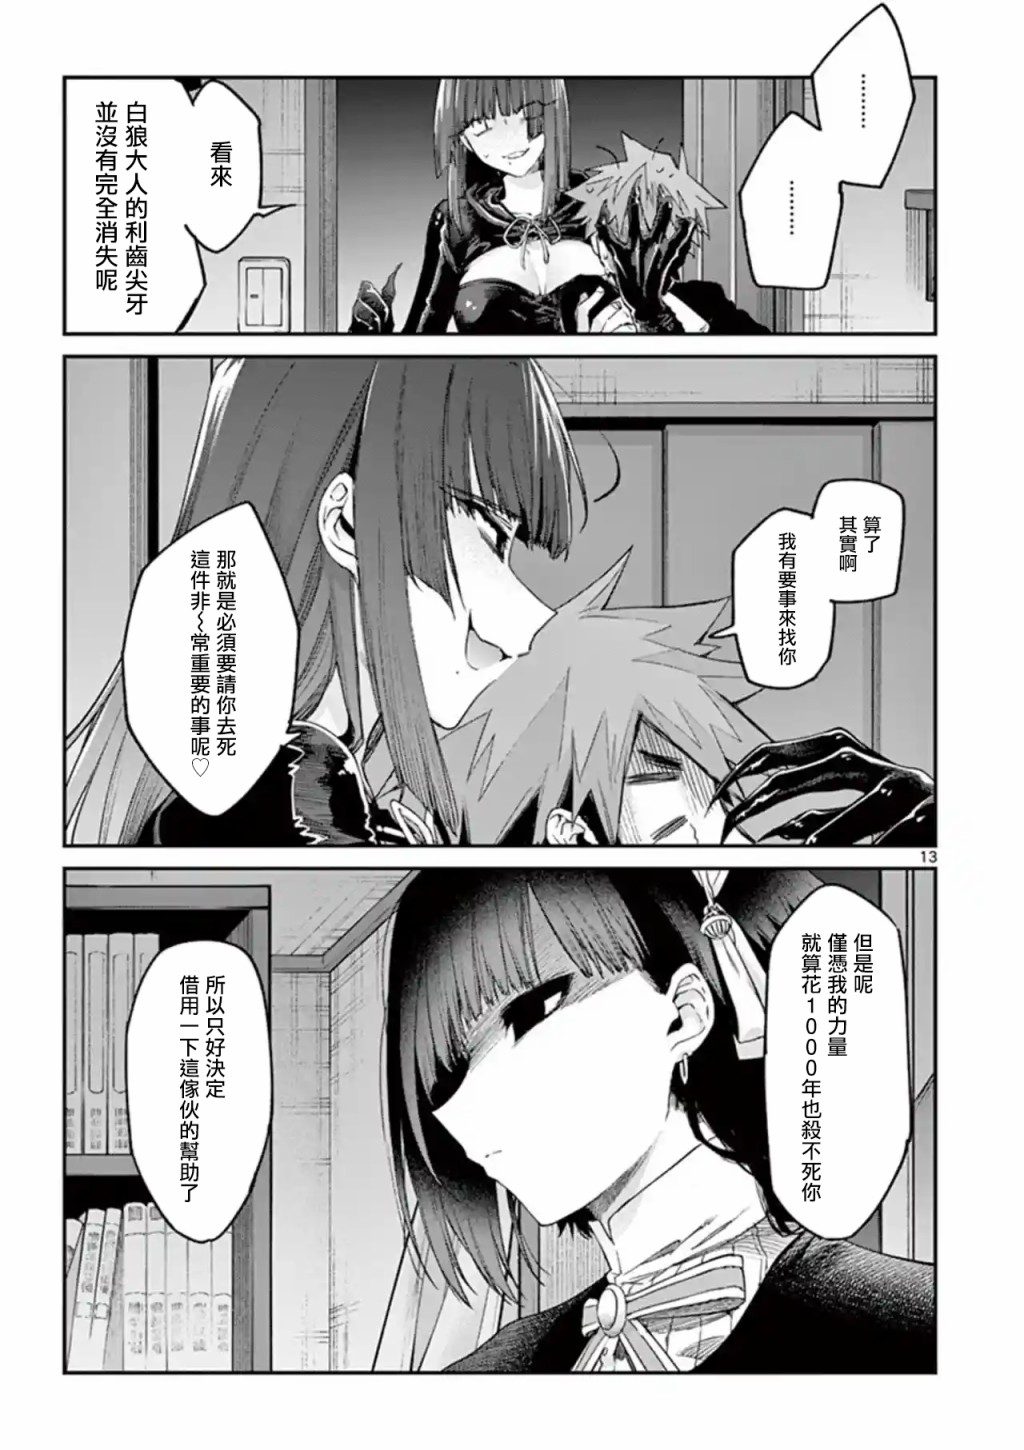 ⋯⋯⋯
⋯⋯⋯
看來
白狼大人的利齒尖牙
並沒有完全消失呢
算了
其實啊
我有要事來找你
那就是必須要請你去死
這件非～常重要的事呢♡
13
但是呢
僅憑我的力量
就算花1000年也殺不死你
所以只好決定
借用一下這傢伙的幫助了